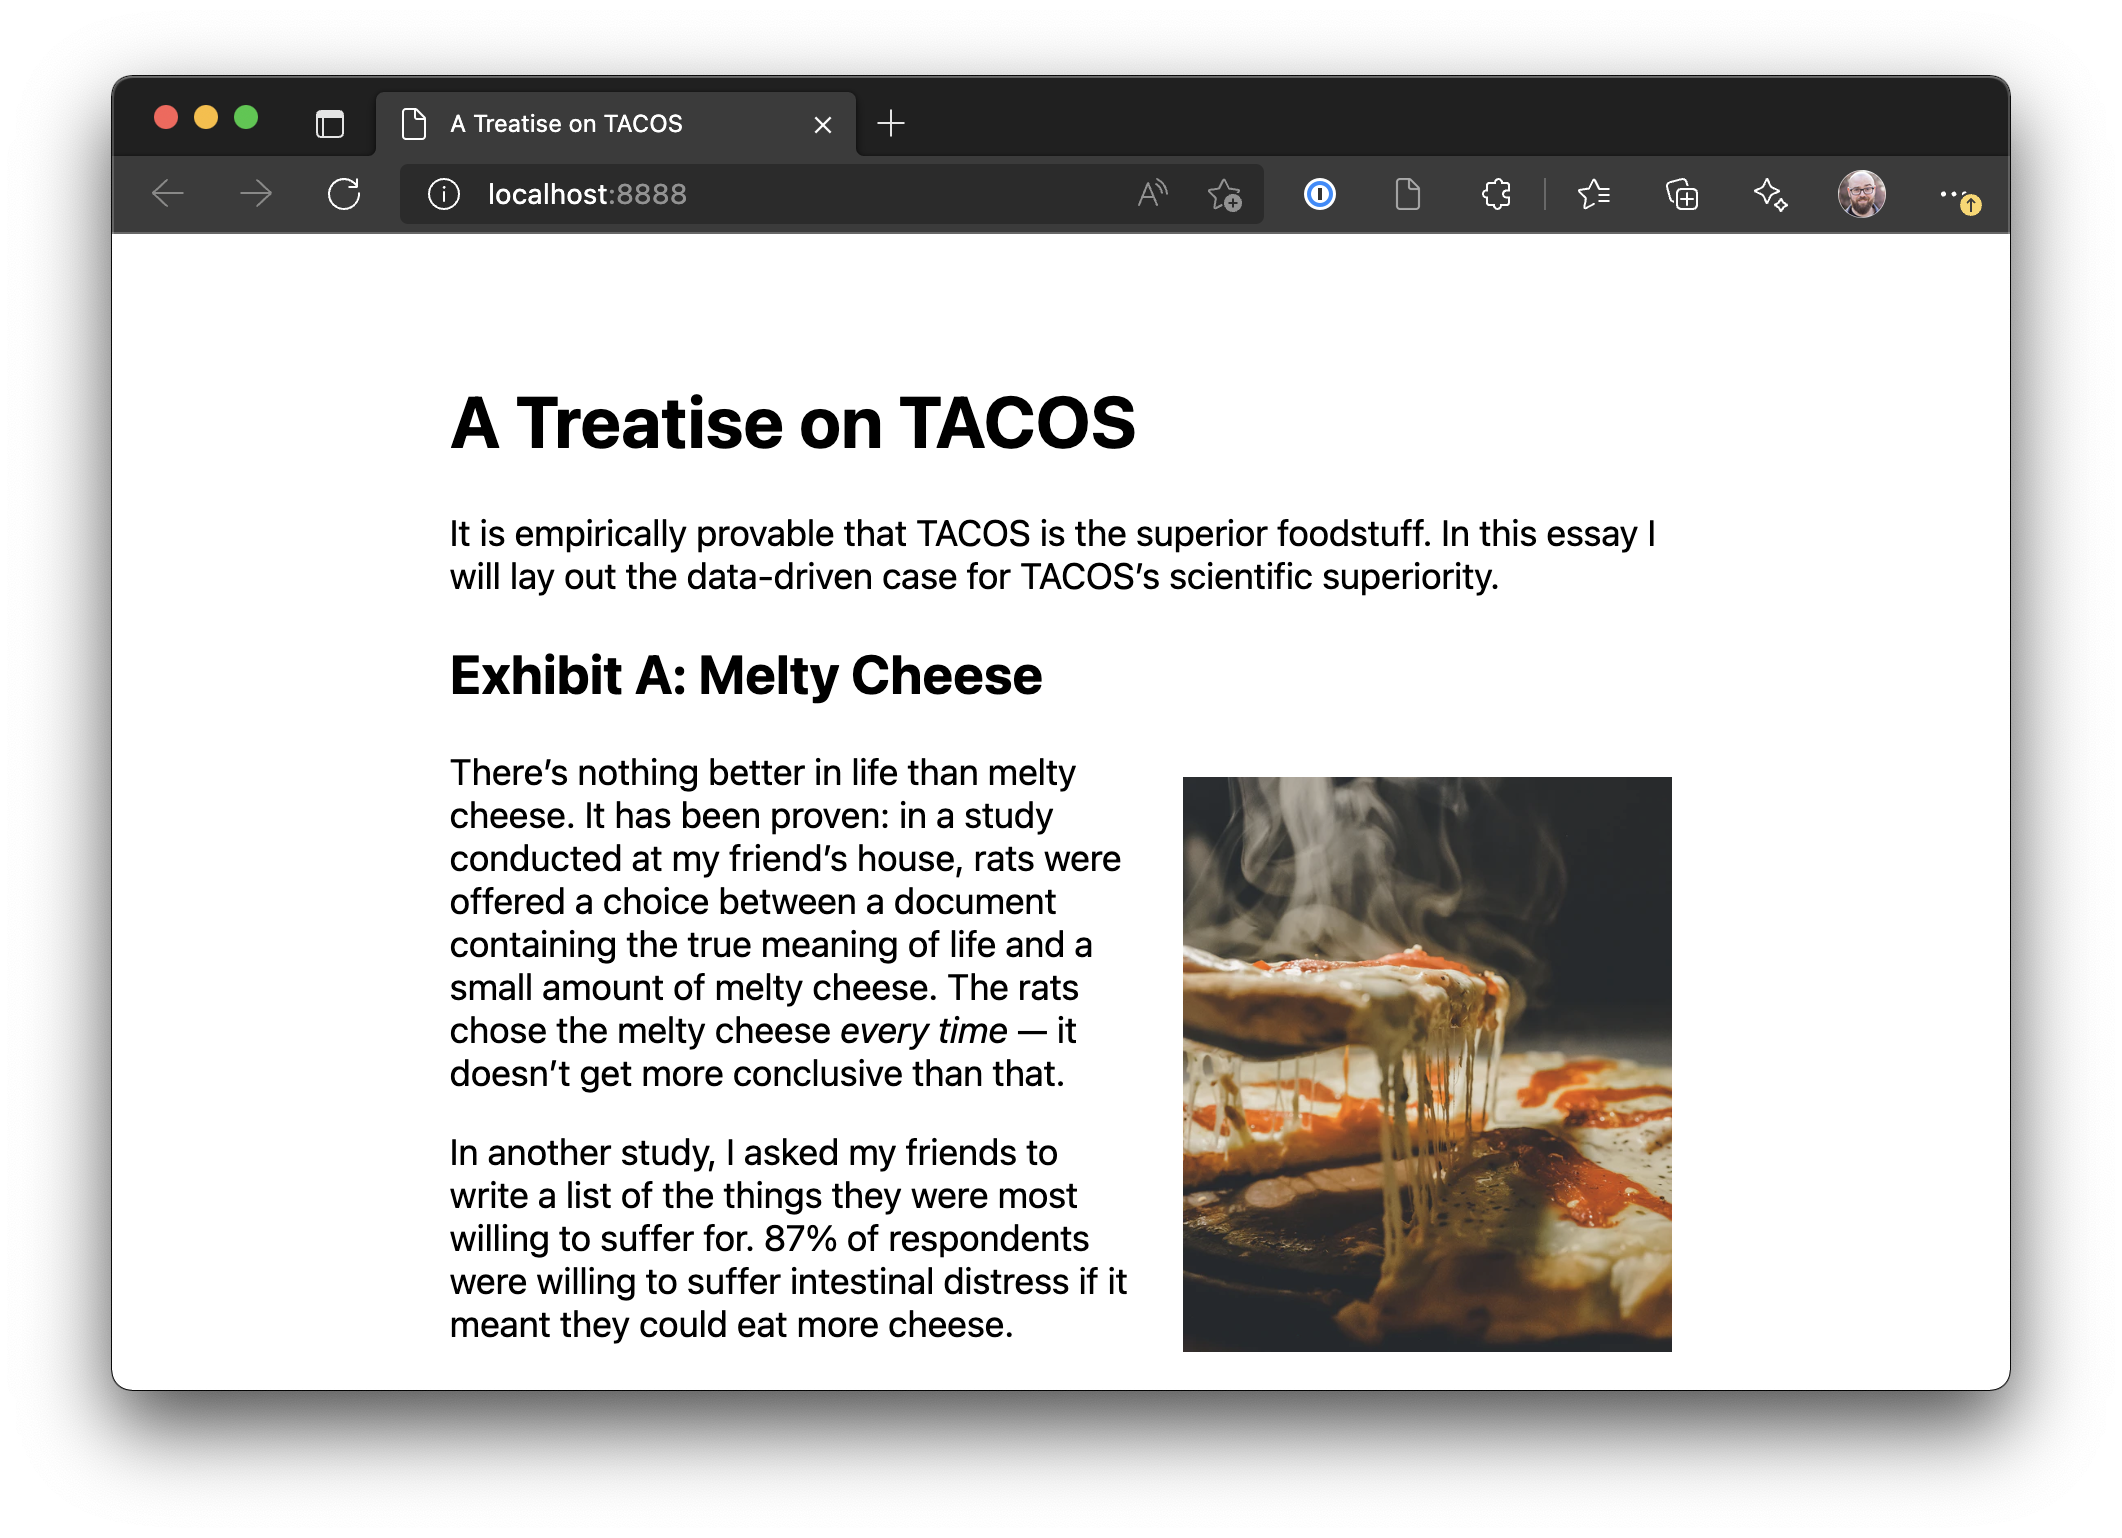 A Treatise on TACOS
localhost:8888
A Treatise on TACOS
It is empirically provable that TACOS is the superior foodstuff. In this essay I
will lay out the data-driven case for TACOS’s scientific superiority.
Exhibit A: Melty Cheese
There’s nothing better in life than melty
cheese. It has been proven: in a study
conducted at my friend’s house, rats were
offered a choice between a document
containing the true meaning of life and a
small amount of melty cheese. The rats
chose the melty cheese every time — it
doesn’t get more conclusive than that.
In another study, I asked my friends to
write a list of the things they were most
willing to suffer for. 87% of respondents
were willing to suffer intestinal distress if it
meant they could eat more cheese.